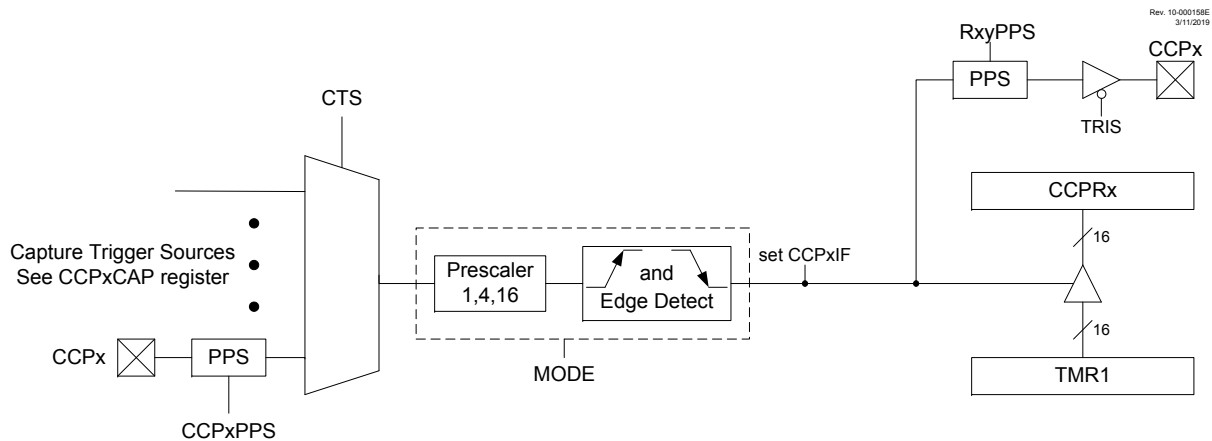 Rev. 10-000158E
3/11/2019
RxyPPS
CCPx
PPS
TRIS
CTS
CCPRx
16
Capture Trigger Sources
See CCPxCAP register
Prescaler
1,4,16
and
Edge Detect
set CCPxIF
16
CCPx
PPS
MODE
TMR1
CCPxPPS